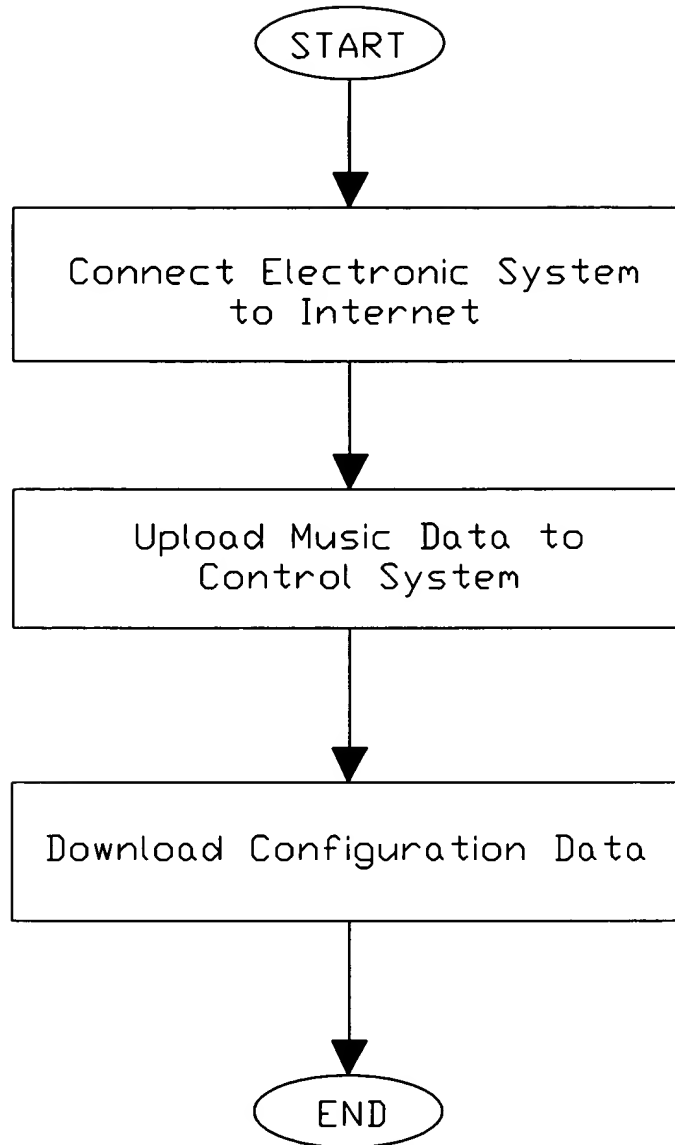 START
Connect Electronic System
to Internet
Upload Music Data to
Control System
Download Configuration Data
END